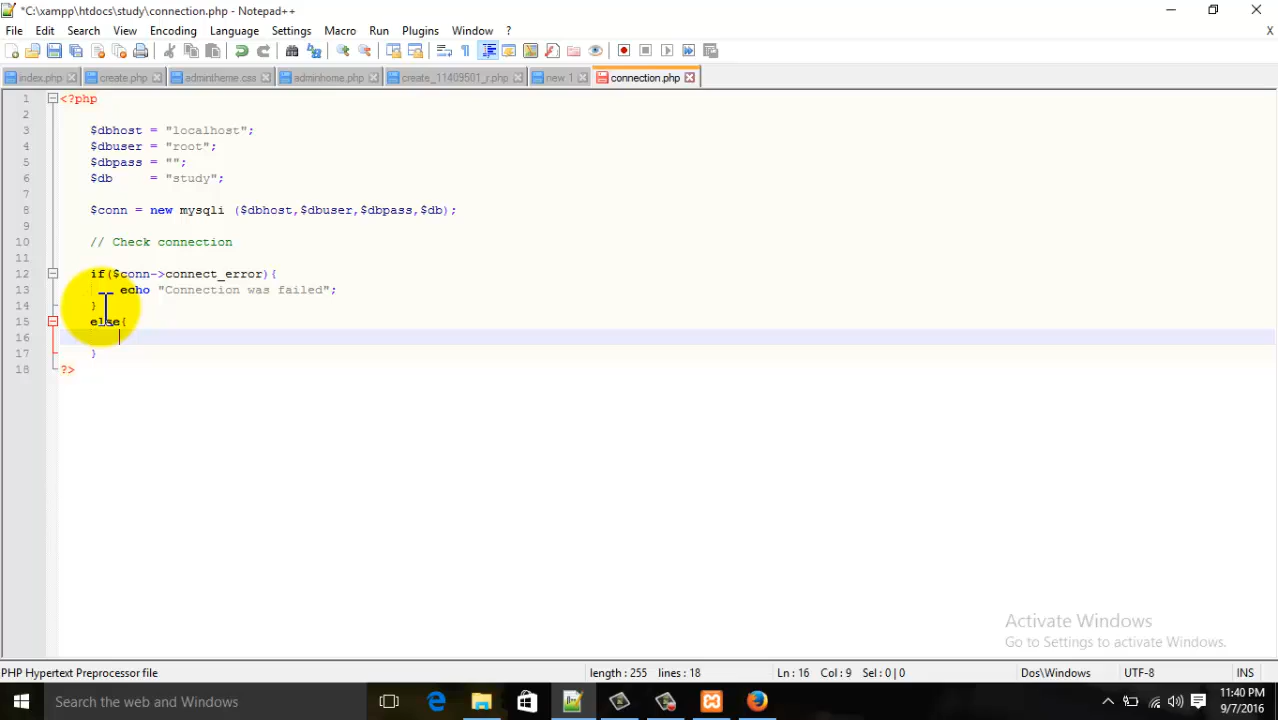 *C:\xampp\htdocs\study\connection.php - Notepad++
File Edit Search View Encoding Language Settings Macro Run Plugins Window ? X
index.php create.php admintheme.css adminhome.php create_11409501_r.php new 1 connection.php
1 <?php
2
3 $dbhost = "localhost";
4 $dbuser = "root";
5 $dbpass = "";
6 $db = "study";
7
8 $conn = new mysqli ($dbhost,$dbuser,$dbpass,$db);
9
10 // Check connection
11
12 if($conn->connect_error){
13 echo "Connection was failed";
14 }
15 else{
16
17 }
18 ?>
Activate Windows
Go to Settings to activate Windows.
PHP Hypertext Preprocessor file length : 255 lines : 18 Ln : 16 Col : 9 Sel : 0 | 0 Dos\Windows UTF-8 INS
Search the web and Windows
11:40 PM
9/7/2016